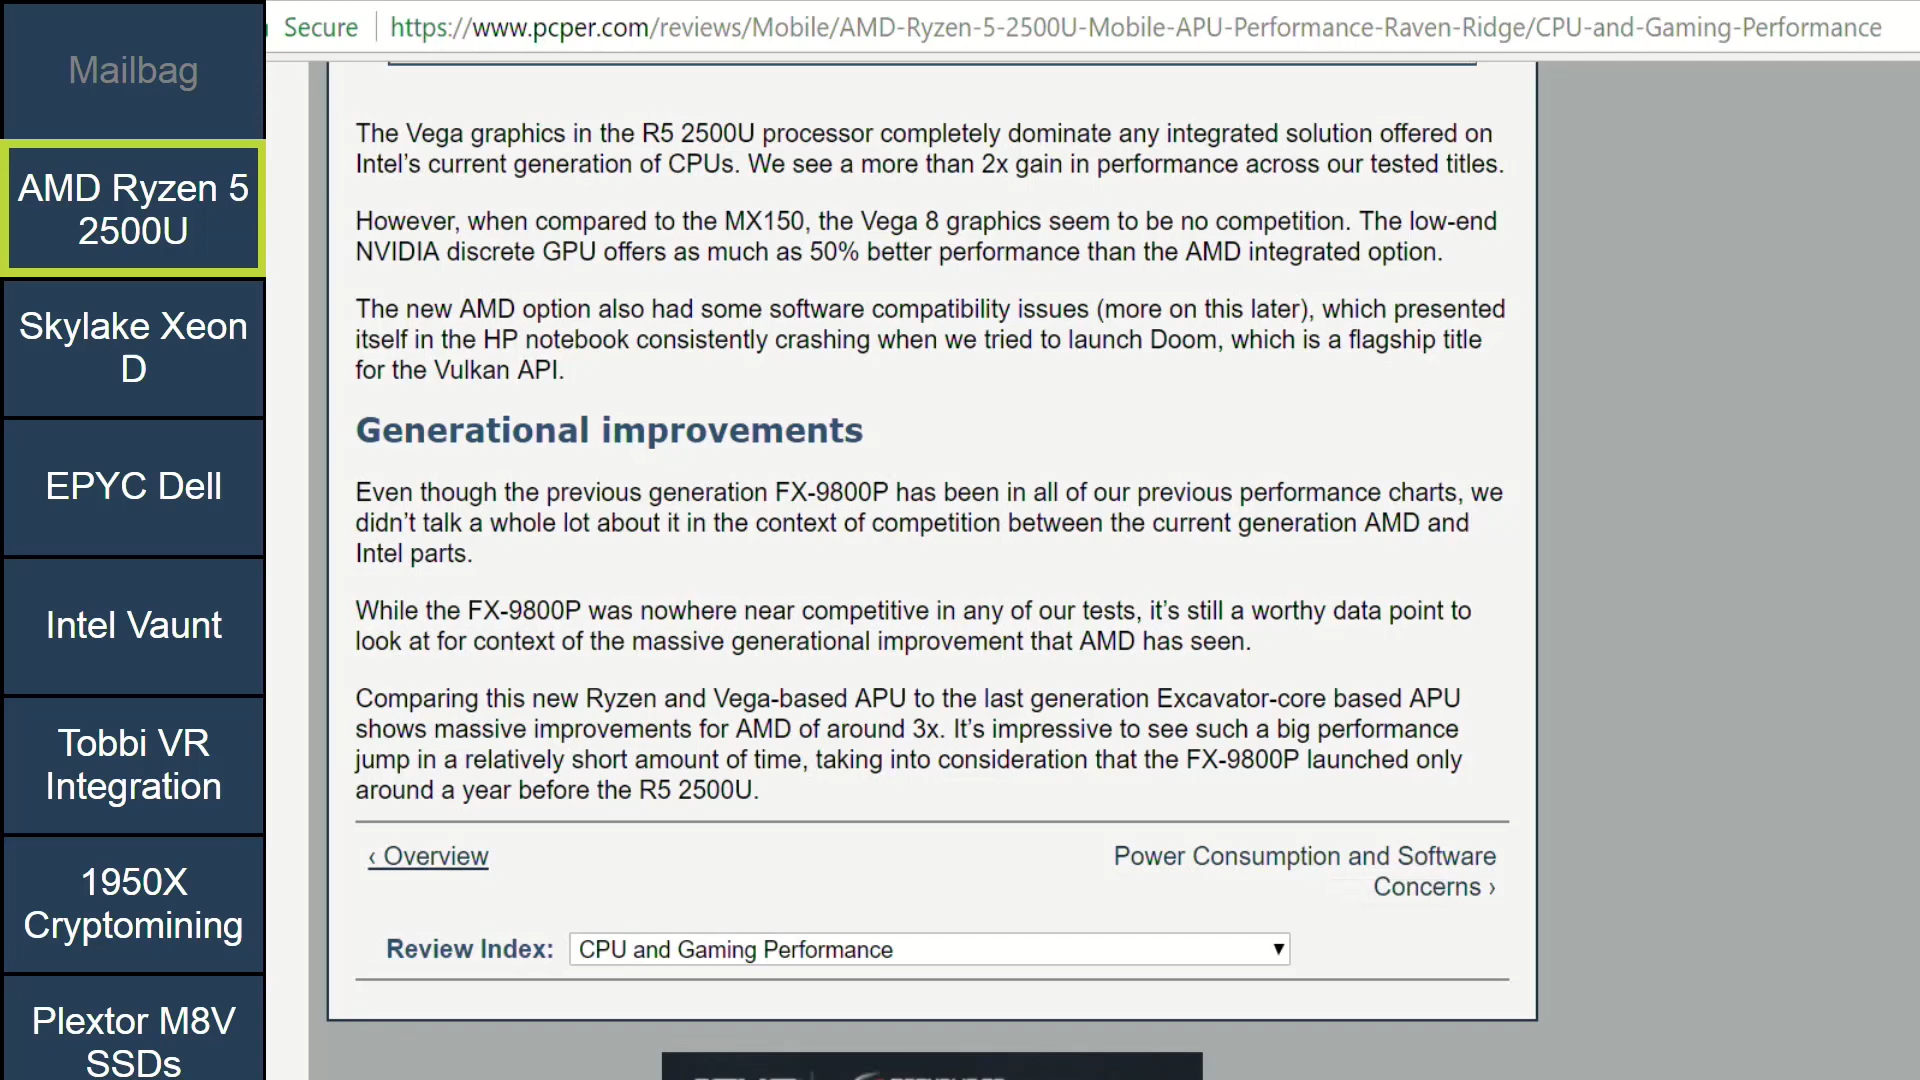 Mailbag
AMD Ryzen 5
2500U
Skylake Xeon
D
EPYC Dell
Intel Vaunt
Tobbi VR
Integration
1950X
Cryptomining
Plextor M8V
SSDs
Secure
https://www.pcper.com/reviews/Mobile/AMD-Ryzen-5-2500U-Mobile-APU-Performance-Raven-Ridge/CPU-and-Gaming-Performance
The Vega graphics in the R5 2500U processor completely dominate any integrated solution offered on
Intel’s current generation of CPUs. We see a more than 2x gain in performance across our tested titles.
However, when compared to the MX150, the Vega 8 graphics seem to be no competition. The low-end
NVIDIA discrete GPU offers as much as 50% better performance than the AMD integrated option.
The new AMD option also had some software compatibility issues (more on this later), which presented
itself in the HP notebook consistently crashing when we tried to launch Doom, which is a flagship title
for the Vulkan API.
Generational improvements
Even though the previous generation FX-9800P has been in all of our previous performance charts, we
didn’t talk a whole lot about it in the context of competition between the current generation AMD and
Intel parts.
While the FX-9800P was nowhere near competitive in any of our tests, it’s still a worthy data point to
look at for context of the massive generational improvement that AMD has seen.
Comparing this new Ryzen and Vega-based APU to the last generation Excavator-core based APU
shows massive improvements for AMD of around 3x. It’s impressive to see such a big performance
jump in a relatively short amount of time, taking into consideration that the FX-9800P launched only
around a year before the R5 2500U.
‹ Overview
Power Consumption and Software
Concerns ›
Review Index: CPU and Gaming Performance